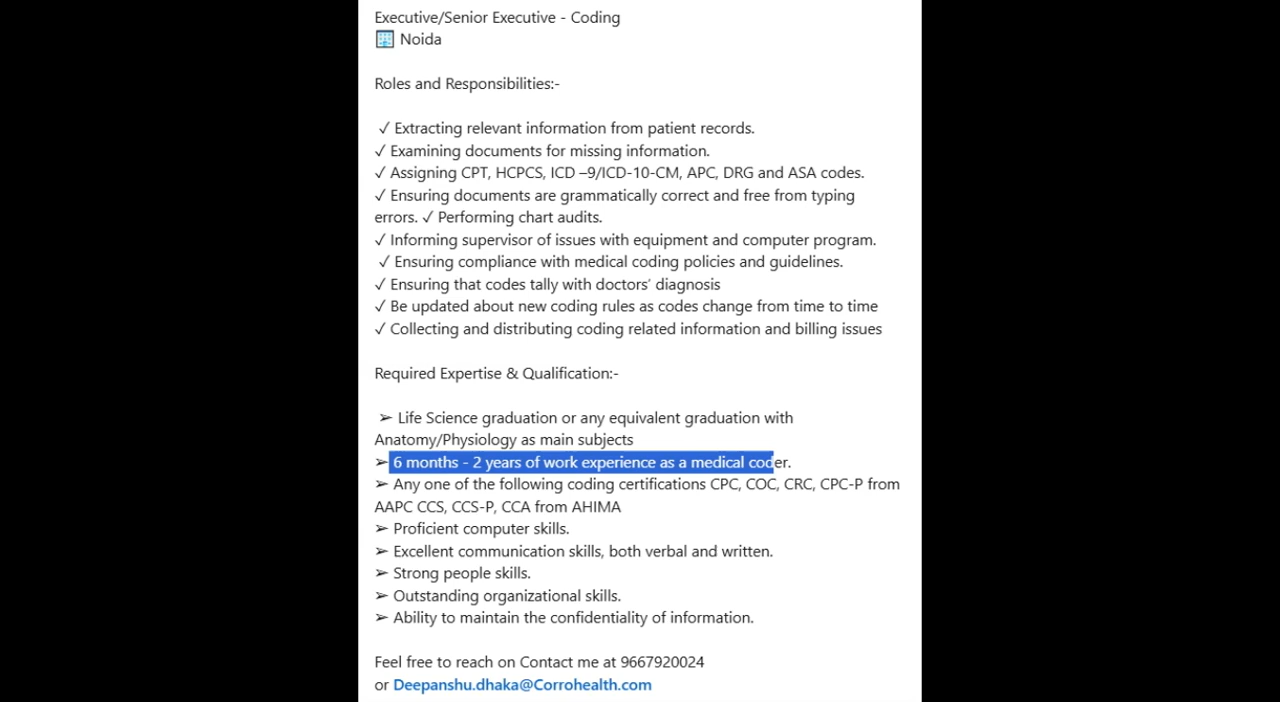 Executive/Senior Executive - Coding
🏢 Noida
Roles and Responsibilities:-
✓ Extracting relevant information from patient records.
✓ Examining documents for missing information.
✓ Assigning CPT, HCPCS, ICD –9/ICD-10-CM, APC, DRG and ASA codes.
✓ Ensuring documents are grammatically correct and free from typing
errors. ✓ Performing chart audits.
✓ Informing supervisor of issues with equipment and computer program.
✓ Ensuring compliance with medical coding policies and guidelines.
✓ Ensuring that codes tally with doctors’ diagnosis
✓ Be updated about new coding rules as codes change from time to time
✓ Collecting and distributing coding related information and billing issues
Required Expertise & Qualification:-
➢ Life Science graduation or any equivalent graduation with
Anatomy/Physiology as main subjects
➢ 6 months - 2 years of work experience as a medical coder.
➢ Any one of the following coding certifications CPC, COC, CRC, CPC-P from
AAPC CCS, CCS-P, CCA from AHIMA
➢ Proficient computer skills.
➢ Excellent communication skills, both verbal and written.
➢ Strong people skills.
➢ Outstanding organizational skills.
➢ Ability to maintain the confidentiality of information.
Feel free to reach on Contact me at 9667920024
or Deepanshu.dhaka@Corrohealth.com